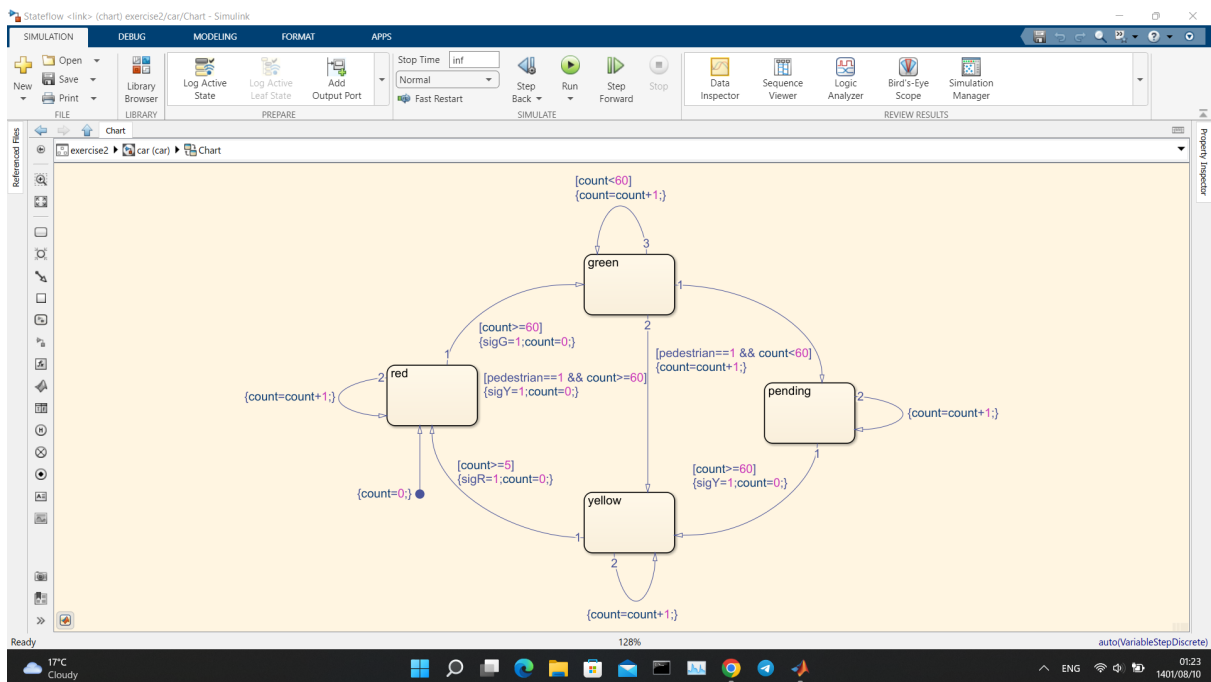 Stateflow <link> (chart) exercise2/car/Chart - Simulink
SIMULATION DEBUG MODELING FORMAT APPS
New
Open
Save
Print
FILE
Library Browser
LIBRARY
Log Active State
Log Active Leaf State
Add Output Port
PREPARE
Stop Time inf
Normal
Fast Restart
Step Back
Run
Step Forward
Stop
SIMULATE
Data Inspector
Sequence Viewer
Logic Analyzer
Bird's-Eye Scope
Simulation Manager
REVIEW RESULTS
Referenced Files
Chart
Property Inspector
exercise2 car (car) Chart
[count<60]
{count=count+1;}
3
green
1
2
[count>=60]
{sigG=1;count=0;}
1
[pedestrian==1 && count<60]
{count=count+1;}
red
2
[pedestrian==1 && count>=60]
{sigY=1;count=0;}
{count=count+1;}
pending
2
{count=count+1;}
1
[count>=5]
{sigR=1;count=0;}
[count>=60]
{sigY=1;count=0;}
{count=0;}
yellow
1
2
{count=count+1;}
Ready
128%
auto(VariableStepDiscrete)
17°C
Cloudy
ENG
01:23
1401/08/10